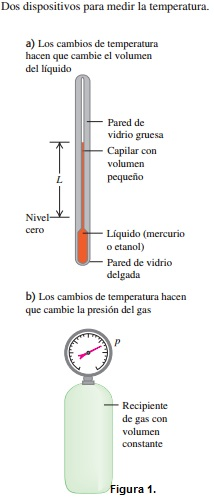 Dos dispositivos para medir la temperatura.
a) Los cambios de temperatura
hacen que cambie el volumen
del líquido
Pared de
vidrio gruesa
Capilar con
volumen
pequeño
L
Nivel
cero
Líquido (mercurio
o etanol)
Pared de vidrio
delgada
b) Los cambios de temperatura hacen
que cambie la presión del gas
p
Recipiente
de gas con
volumen
constante
Figura 1.